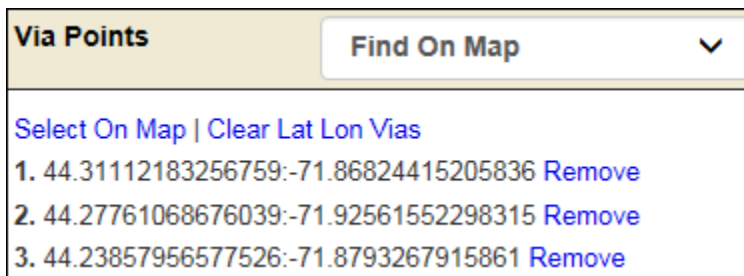 Via Points
Find On Map
Select On Map | Clear Lat Lon Vias
1. 44.31112183256759:-71.86824415205836 Remove
2. 44.27761068676039:-71.92561552298315 Remove
3. 44.23857956577526:-71.8793267915861 Remove